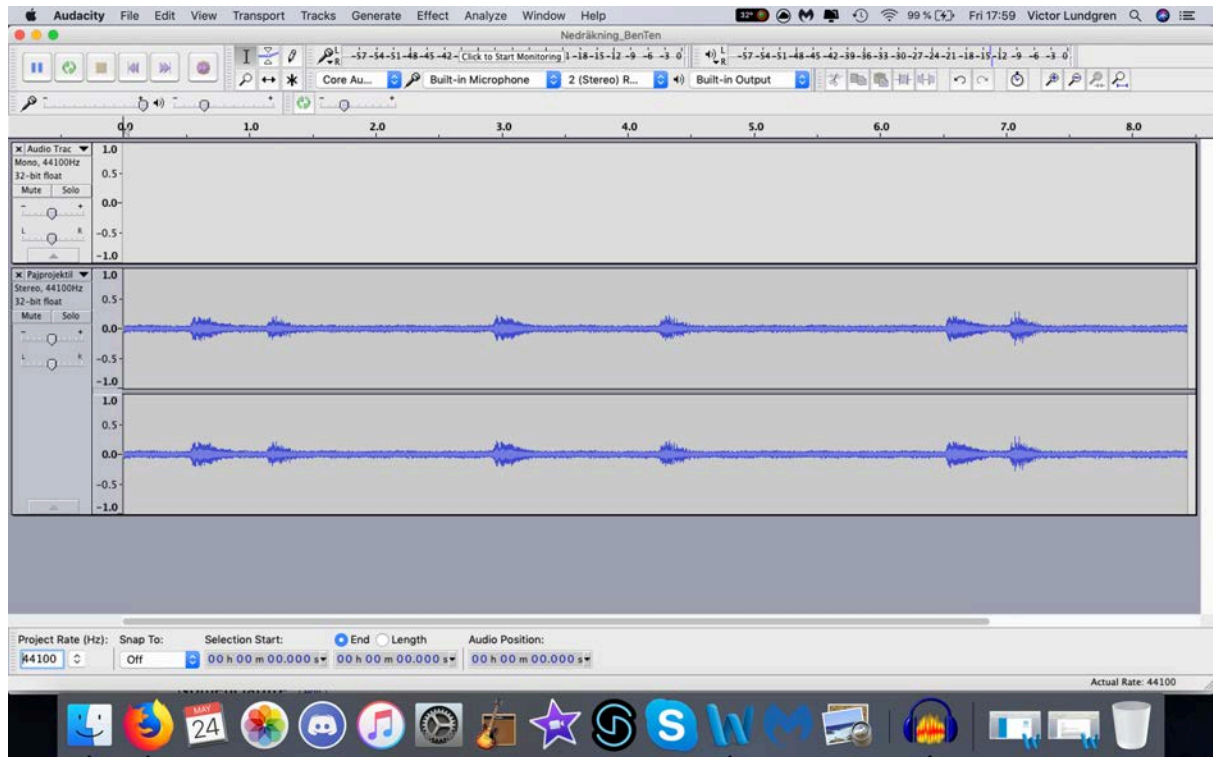 Audacity File Edit View Transport Tracks Generate Effect Analyze Window Help 32° 99 % Fri 17:59 Victor Lundgren
Nedräkning_BenTen
L R -57 -54 -51 -48 -45 -42 - Click to Start Monitoring 1 -18 -15 -12 -9 -6 -3 0 L R -57 -54 -51 -48 -45 -42 -39 -36 -33 -30 -27 -24 -21 -18 -15 -12 -9 -6 -3 0
Core Au... Built-in Microphone 2 (Stereo) R... Built-in Output
- + - +
0.0 1.0 2.0 3.0 4.0 5.0 6.0 7.0 8.0
x Audio Trac 1.0
Mono, 44100Hz
32-bit float 0.5
Mute Solo
- + 0.0
L R -0.5
-1.0
x Pajprojektil 1.0
Stereo, 44100Hz
32-bit float 0.5
Mute Solo
- + 0.0
L R -0.5
-1.0
1.0
0.5
0.0
-0.5
-1.0
Project Rate (Hz): Snap To: Selection Start: End Length Audio Position:
44100 Off 00 h 00 m 00.000 s 00 h 00 m 00.000 s 00 h 00 m 00.000 s
Actual Rate: 44100
MAY
24